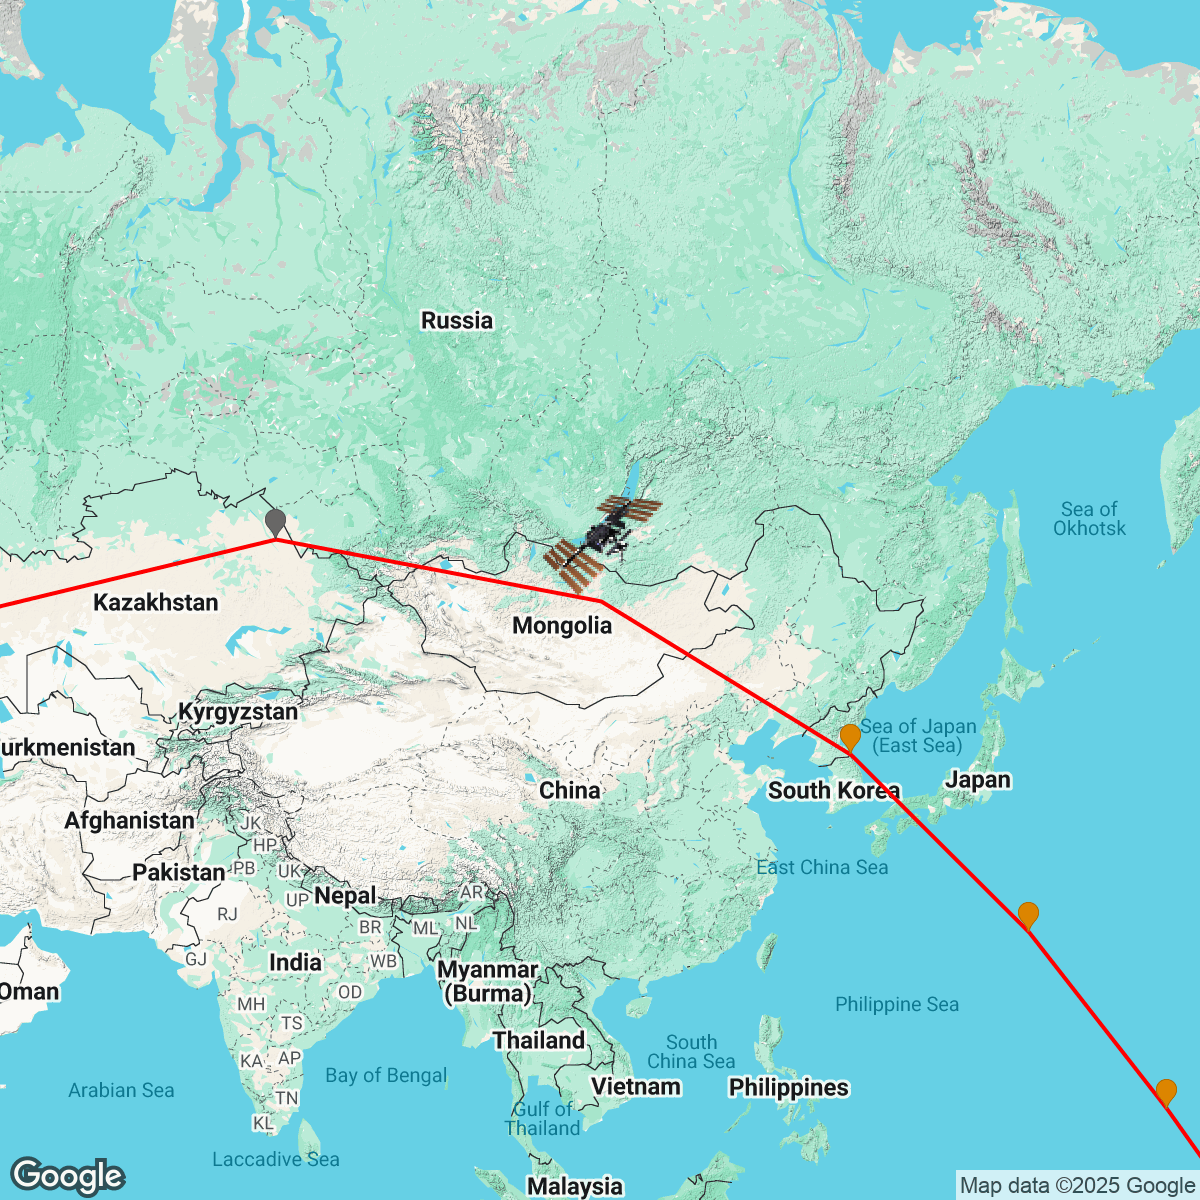 Russia
Sea of
Okhotsk
Kazakhstan
Mongolia
Kyrgyzstan
Sea of Japan
(East Sea)
urkmenistan
China
South Korea
Japan
Afghanistan
JK
HP
Pakistan
PB
UK
East China Sea
Nepal
UP
AR
RJ
BR
ML
NL
GJ
India
WB
Myanmar
(Burma)
Oman
OD
MH
Philippine Sea
TS
Thailand
South
China Sea
KA
AP
Bay of Bengal
Arabian Sea
Vietnam
Philippines
TN
Gulf of
Thailand
KL
Laccadive Sea
Google
Malaysia
Map data ©2025 Google